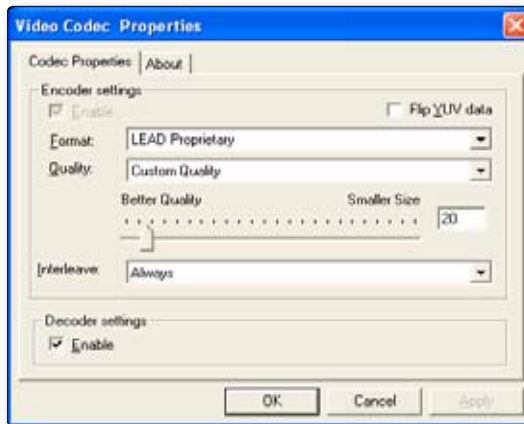 Video Codec Properties
Codec Properties About
Encoder settings
Enable Flip YUV data
Format: LEAD Proprietary
Quality: Custom Quality
Better Quality Smaller Size
20
Interleave: Always
Decoder settings
Enable
OK Cancel Apply